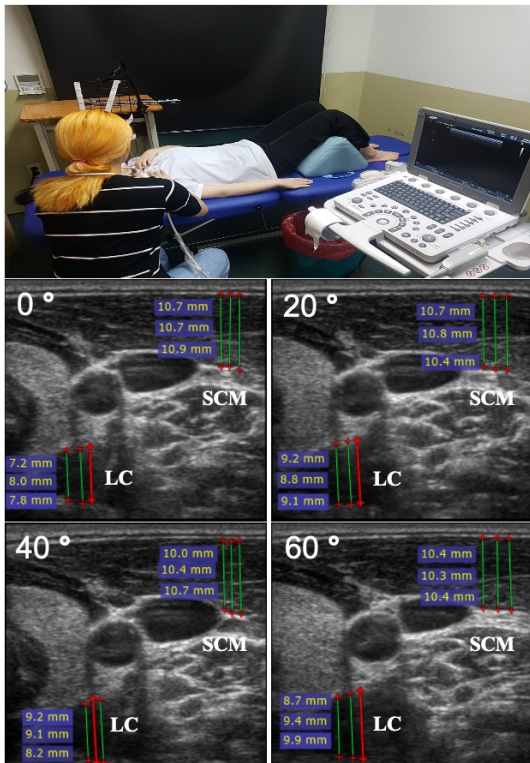 0 °
10.7 mm
10.7 mm
10.9 mm
SCM
7.2 mm
8.0 mm
7.8 mm
LC
20 °
10.7 mm
10.8 mm
10.4 mm
SCM
9.2 mm
8.8 mm
9.1 mm
LC
40 °
10.0 mm
10.4 mm
10.7 mm
SCM
9.2 mm
9.1 mm
8.2 mm
LC
60 °
10.4 mm
10.3 mm
10.4 mm
SCM
8.7 mm
9.4 mm
9.9 mm
LC